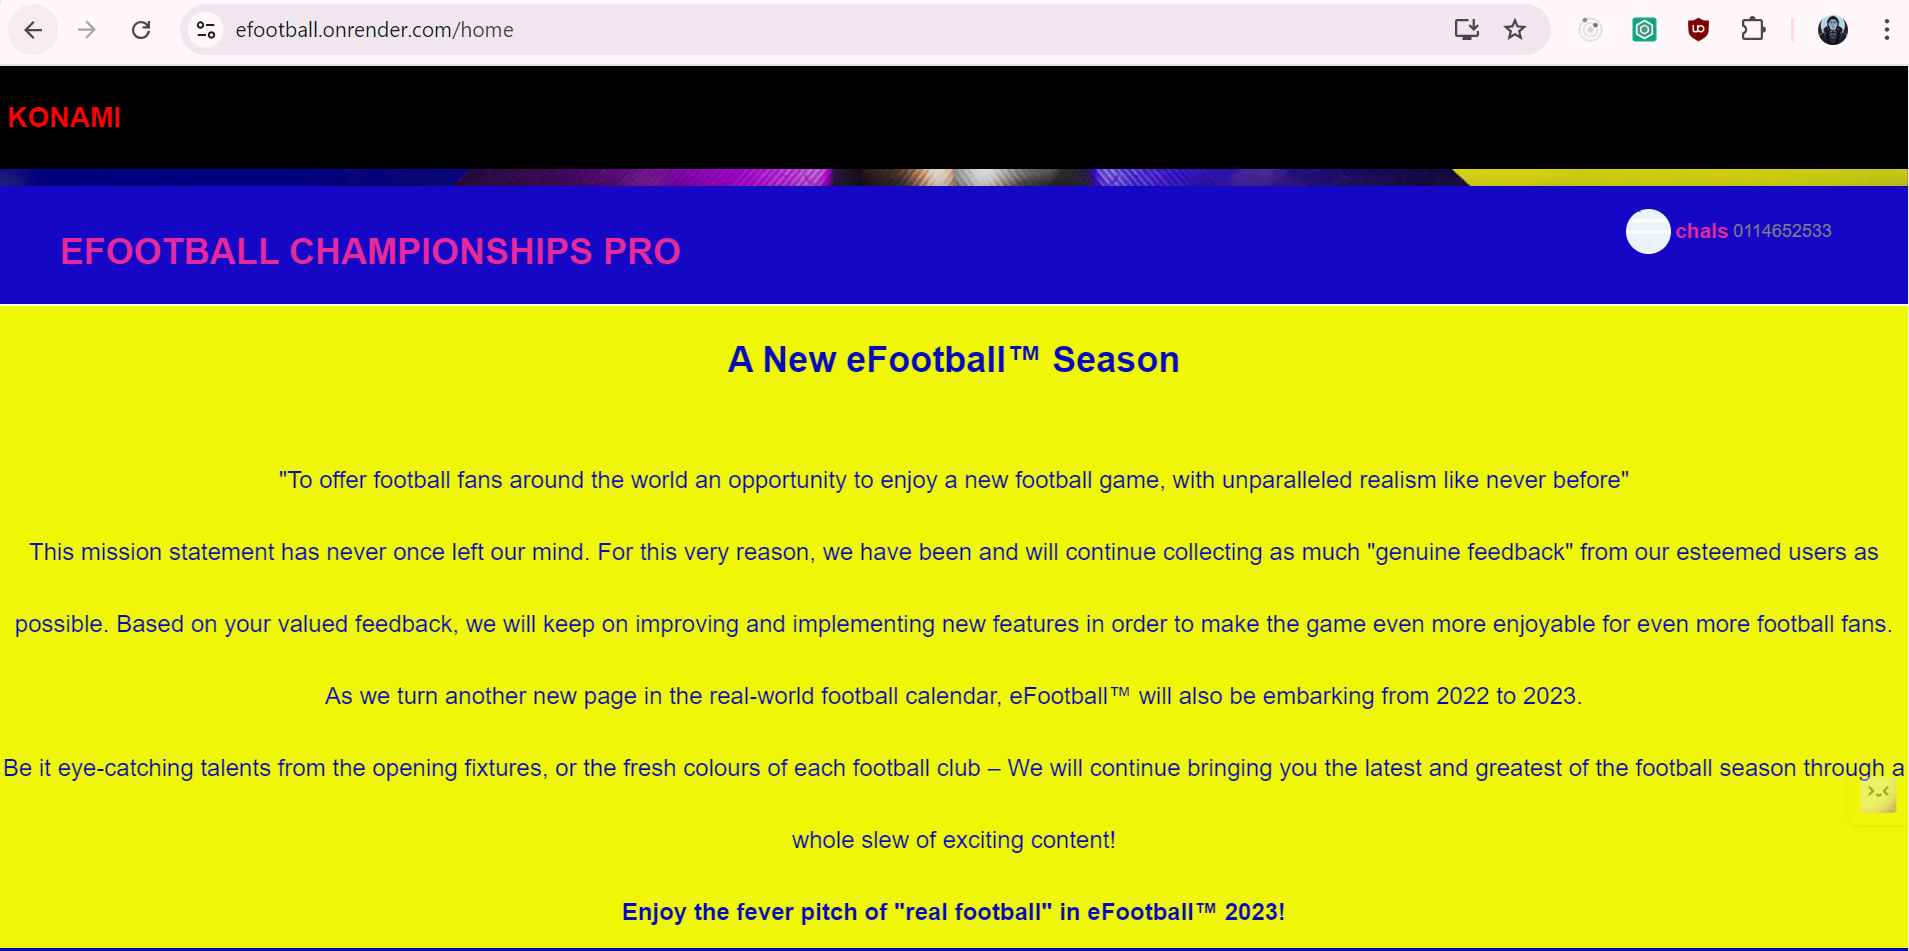 efootball.onrender.com/home
KONAMI
EFOOTBALL CHAMPIONSHIPS PRO
chals 0114652533
A New eFootball™ Season
"To offer football fans around the world an opportunity to enjoy a new football game, with unparalleled realism like never before"
This mission statement has never once left our mind. For this very reason, we have been and will continue collecting as much "genuine feedback" from our esteemed users as
possible. Based on your valued feedback, we will keep on improving and implementing new features in order to make the game even more enjoyable for even more football fans.
As we turn another new page in the real-world football calendar, eFootball™ will also be embarking from 2022 to 2023.
Be it eye-catching talents from the opening fixtures, or the fresh colours of each football club – We will continue bringing you the latest and greatest of the football season through a
whole slew of exciting content!
Enjoy the fever pitch of "real football" in eFootball™ 2023!